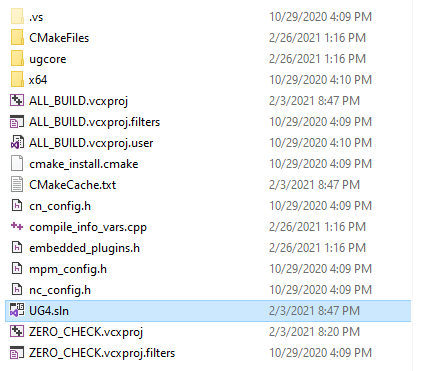 .vs 10/29/2020 4:09 PM
CMakeFiles 2/26/2021 1:16 PM
ugcore 2/26/2021 1:16 PM
x64 10/29/2020 4:10 PM
ALL_BUILD.vcxproj 2/3/2021 8:47 PM
ALL_BUILD.vcxproj.filters 10/29/2020 4:09 PM
ALL_BUILD.vcxproj.user 10/29/2020 4:10 PM
cmake_install.cmake 10/29/2020 4:09 PM
CMakeCache.txt 2/3/2021 8:47 PM
cn_config.h 10/29/2020 4:09 PM
compile_info_vars.cpp 2/26/2021 1:16 PM
embedded_plugins.h 2/26/2021 1:16 PM
mpm_config.h 10/29/2020 4:09 PM
nc_config.h 10/29/2020 4:09 PM
UG4.sln 2/3/2021 8:47 PM
ZERO_CHECK.vcxproj 2/3/2021 8:20 PM
ZERO_CHECK.vcxproj.filters 10/29/2020 4:09 PM